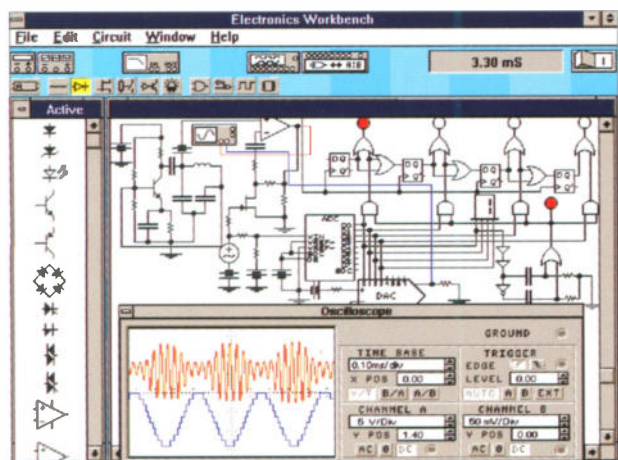 Electronics Workbench
File Edit Circuit Window Help
3.30 mS
Active
ADC
DAC
Oscilloscope
GROUND
TIME BASE
0.10ms/div
X POS 0.00
Y/T B/A A/B
TRIGGER
EDGE
LEVEL 0.00
AUTO A B EXT
CHANNEL A
5 V/Div
Y POS 1.40
AC 0 DC
CHANNEL B
50 mV/Div
Y POS 0.00
AC 0 DC